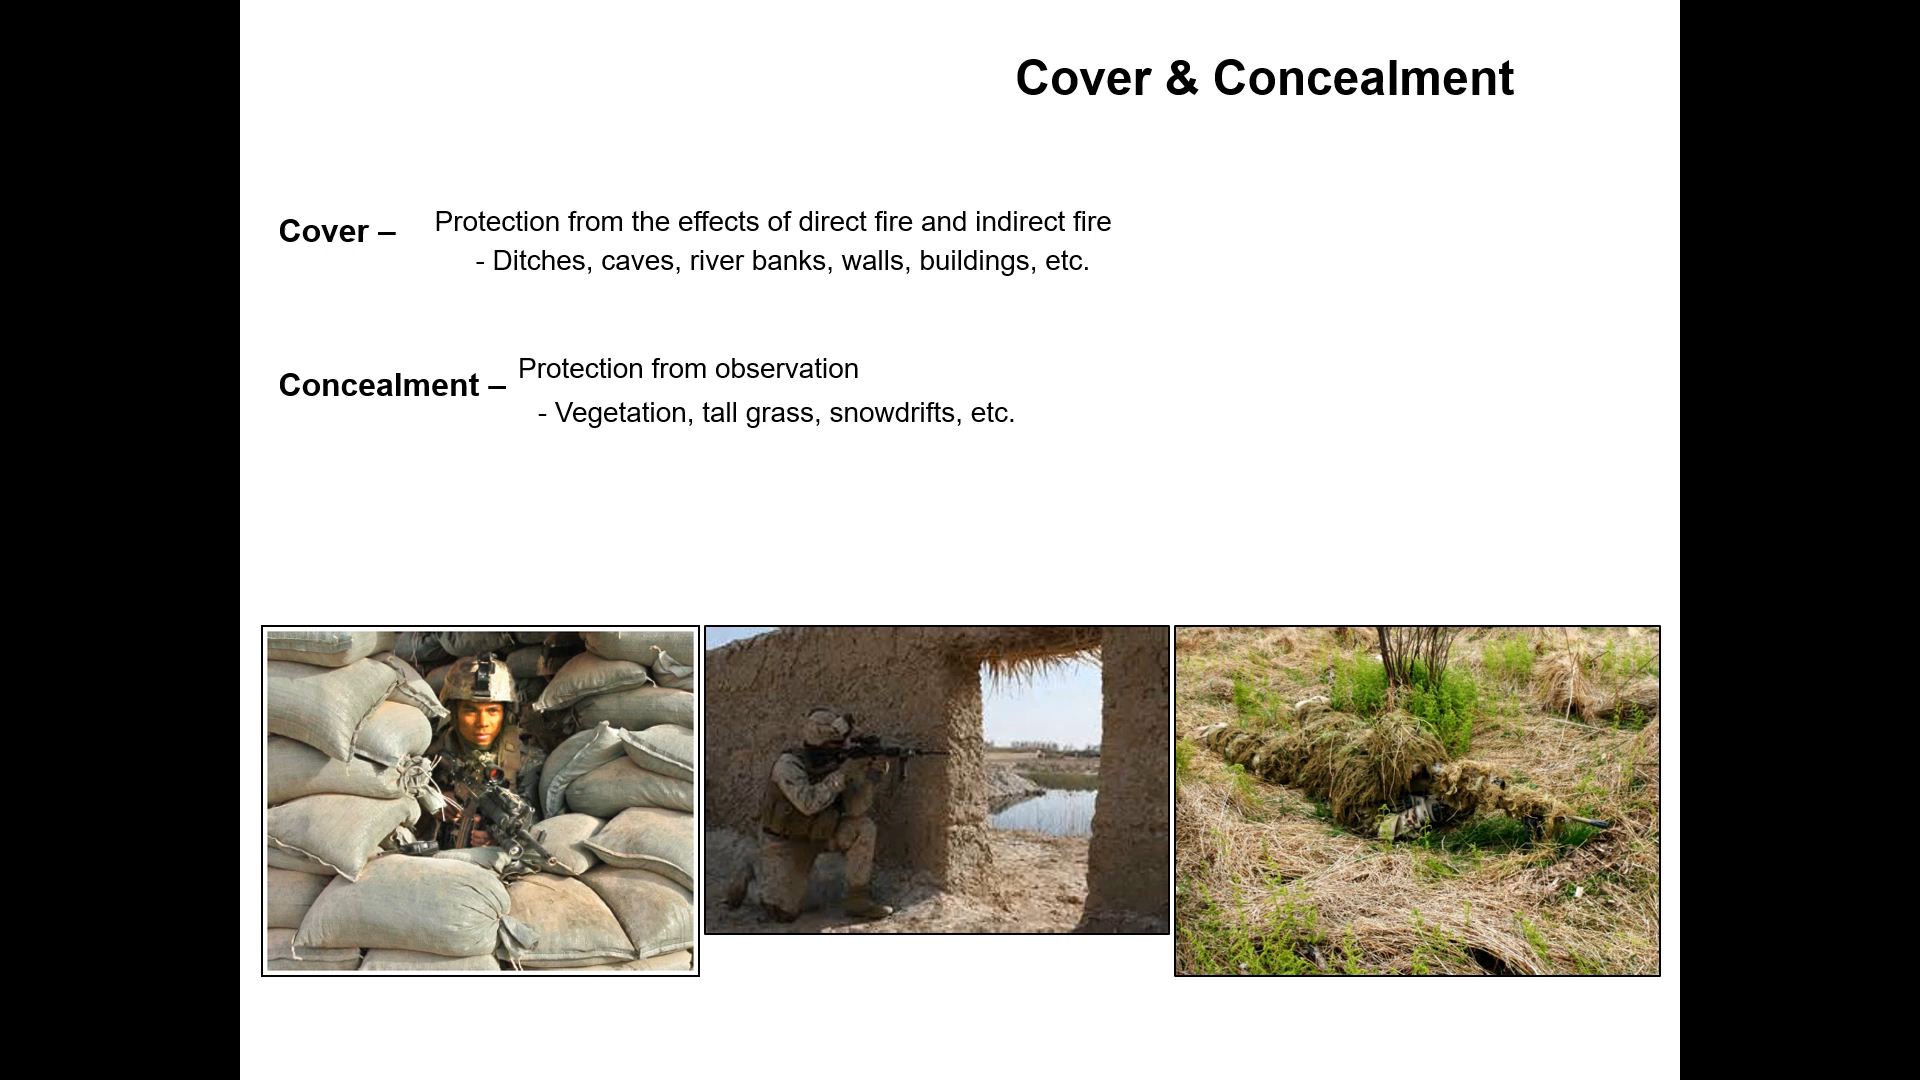 Cover & Concealment
Cover –
Protection from the effects of direct fire and indirect fire
- Ditches, caves, river banks, walls, buildings, etc.
Concealment –
Protection from observation
- Vegetation, tall grass, snowdrifts, etc.